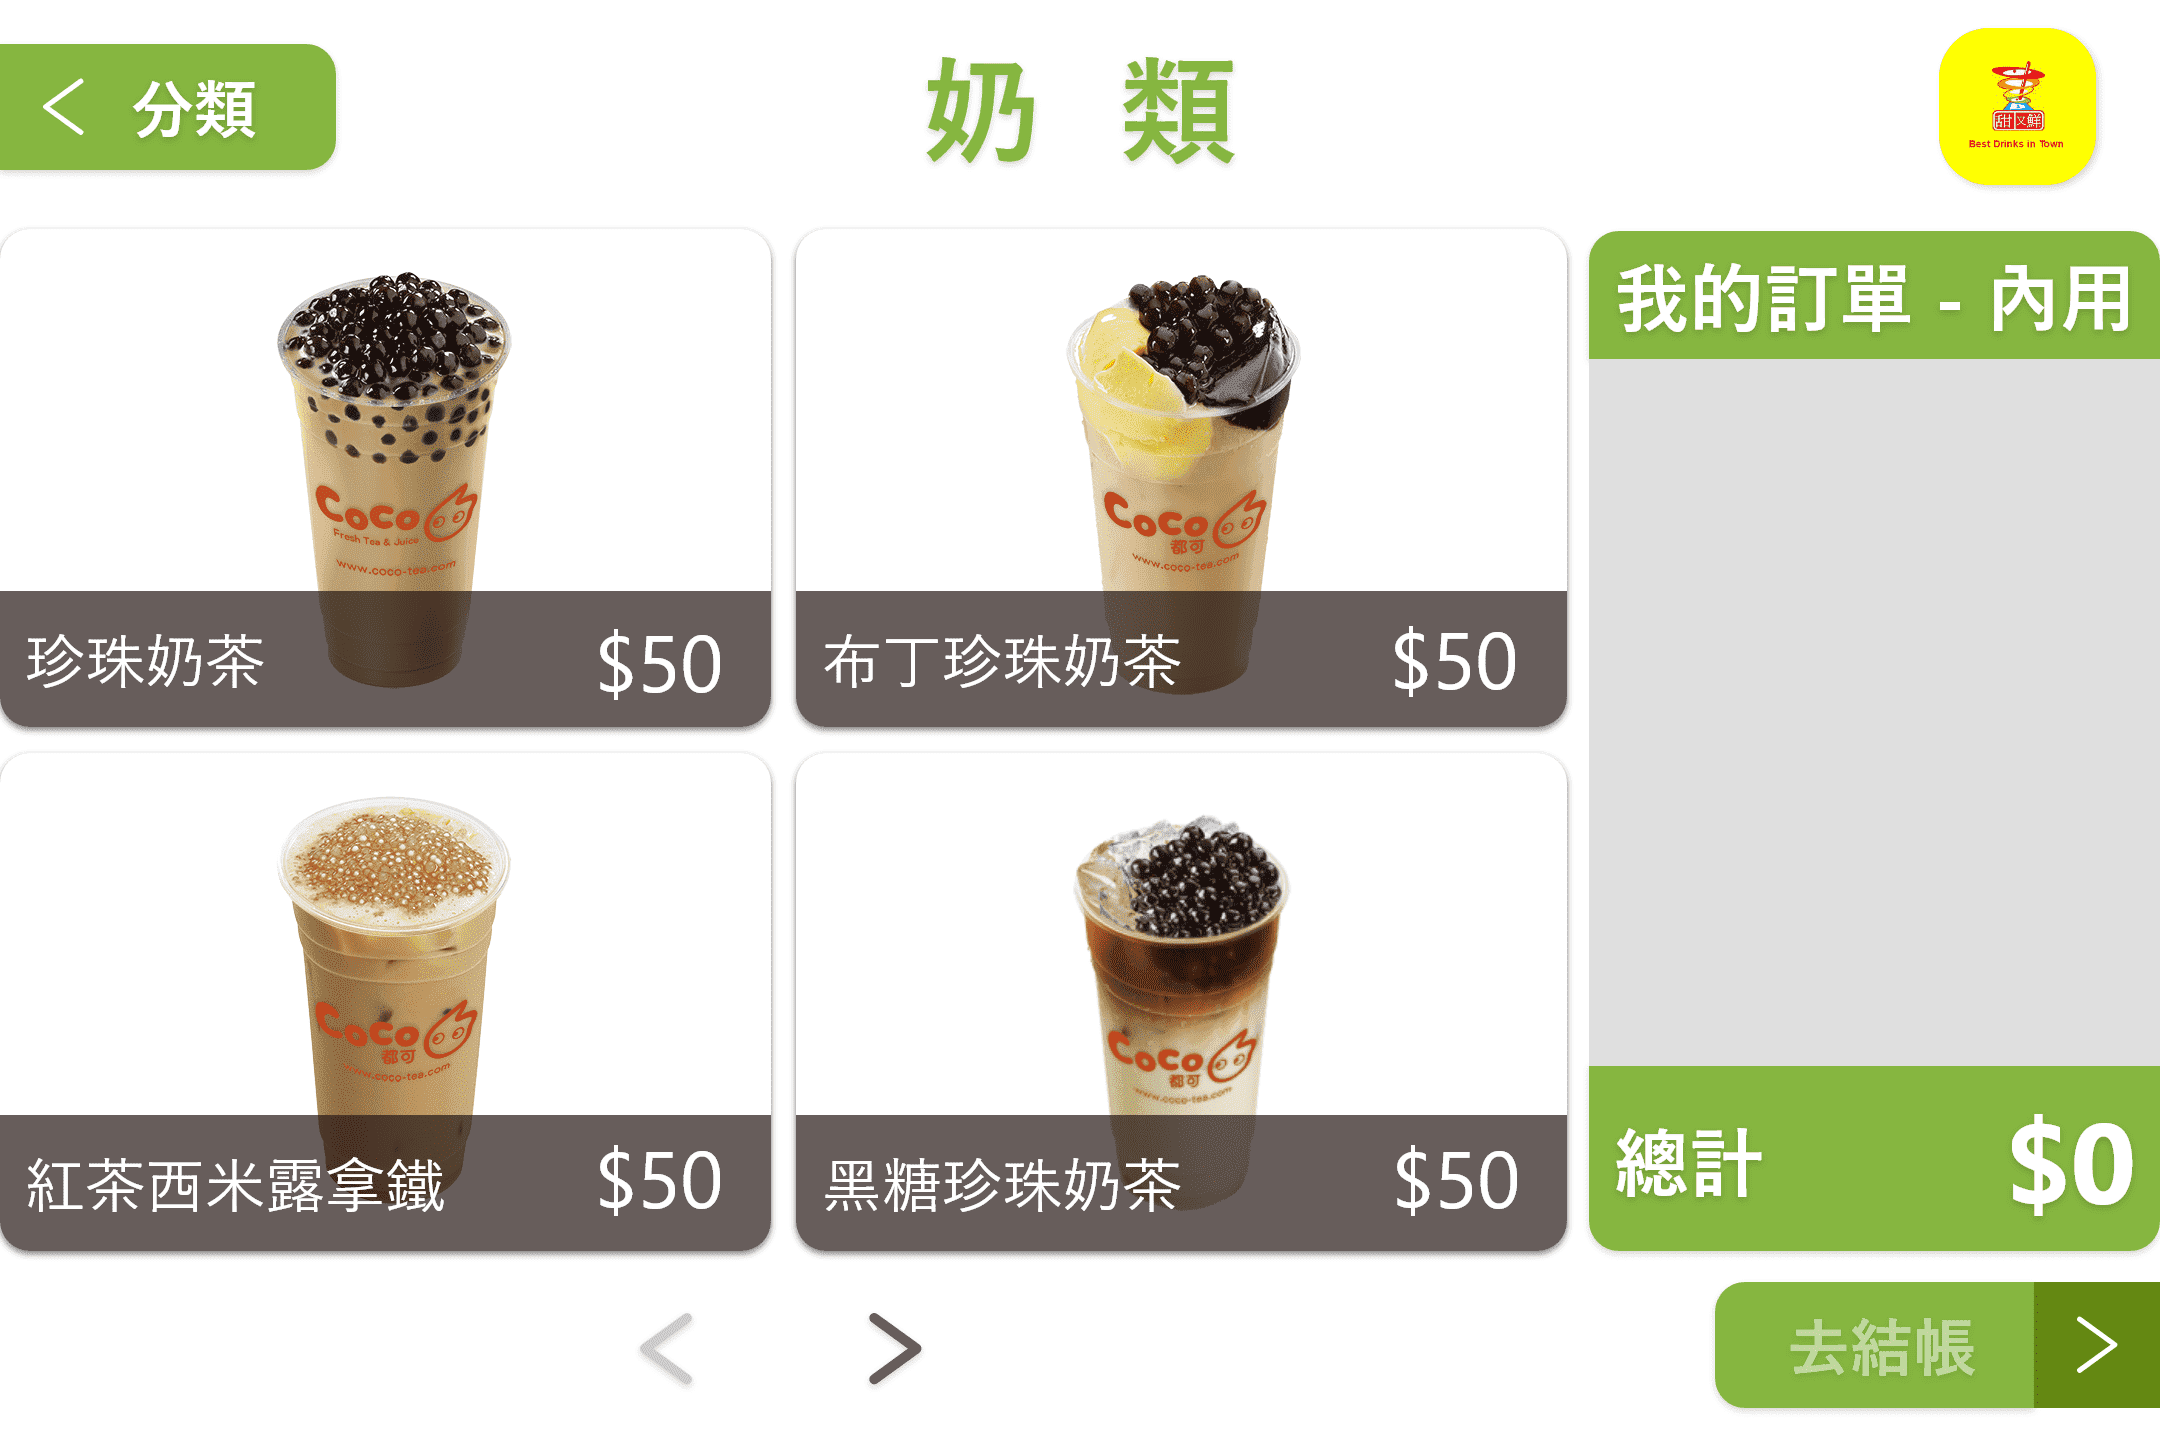 分類
奶 類
甜又鮮
Best Drinks in Town
我的訂單 - 內用
CoCo
Fresh Tea & Juice
www.coco-tea.com
珍珠奶茶
$50
CoCo
都可
www.coco-tea.com
布丁珍珠奶茶
$50
CoCo
都可
www.coco-tea.com
紅茶西米露拿鐵
$50
CoCo
都可
www.coco-tea.com
黑糖珍珠奶茶
$50
總計
$0
去結帳